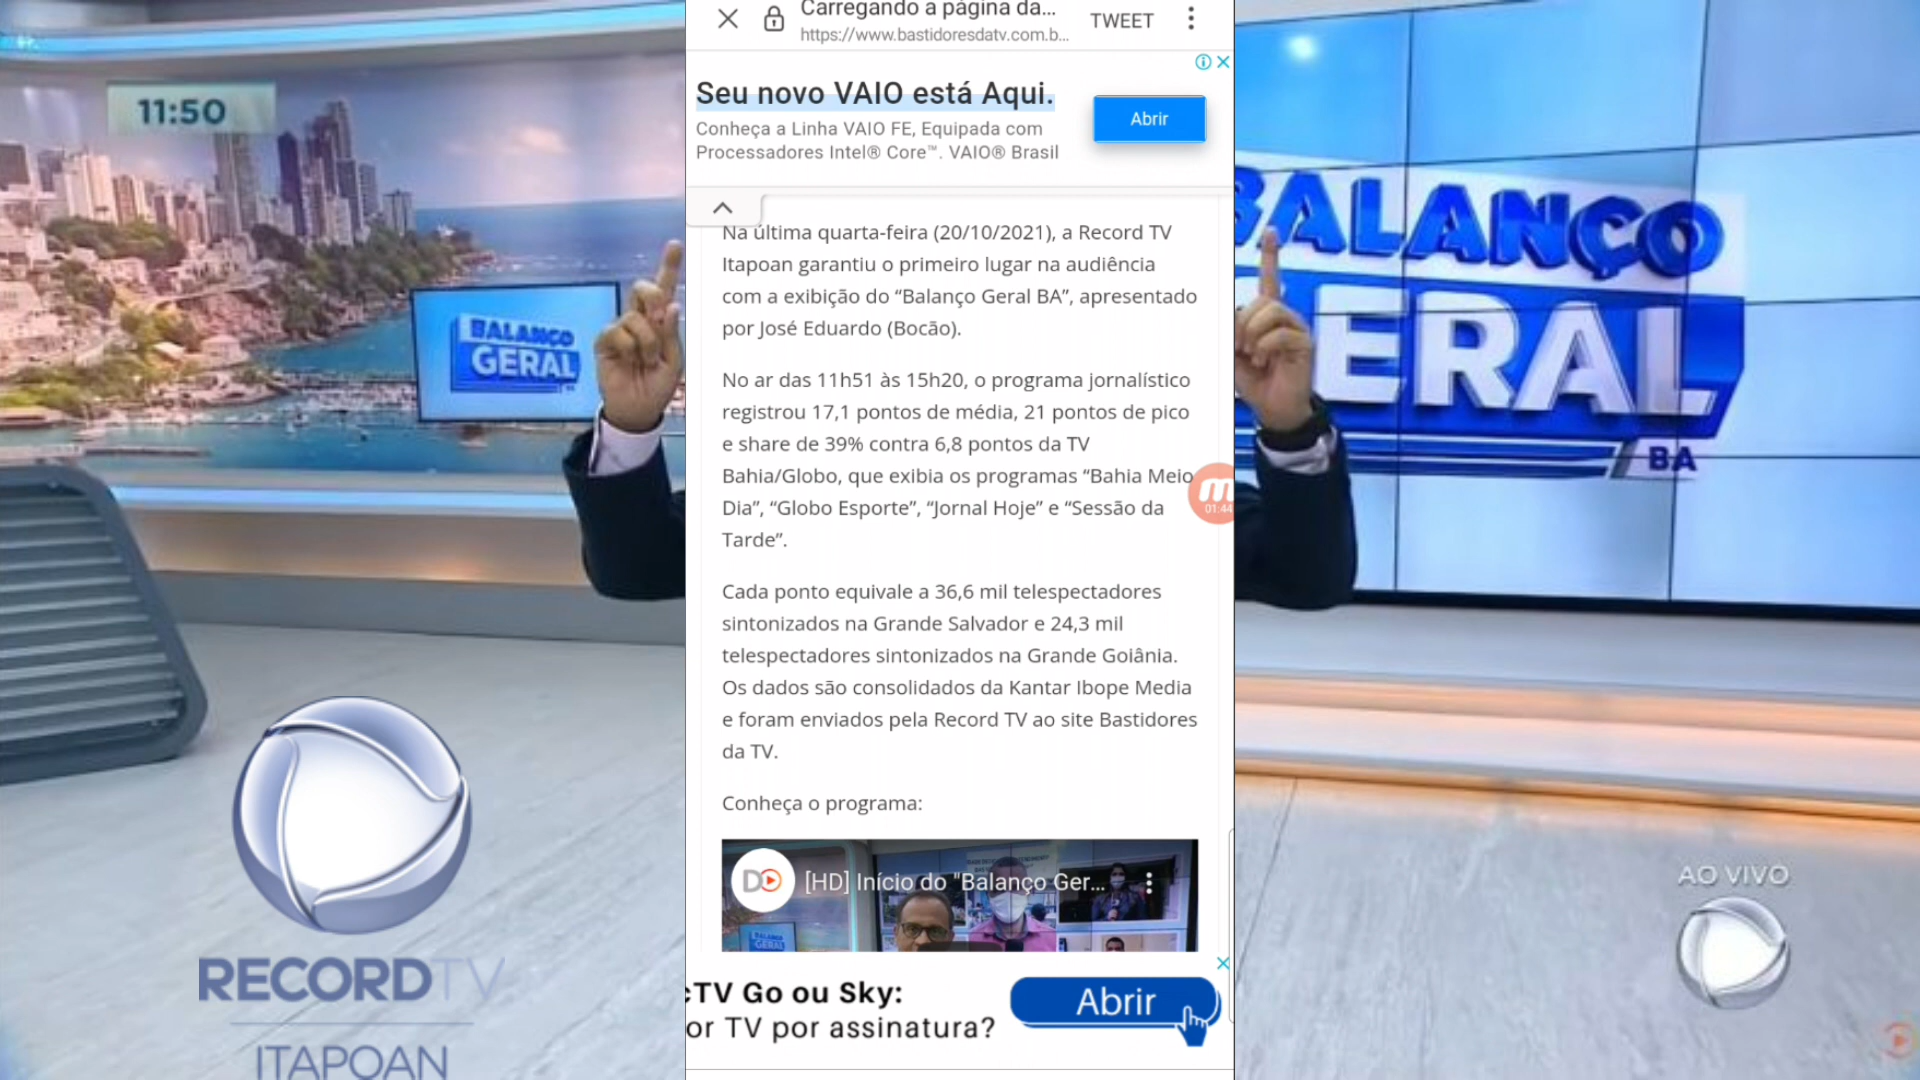 11:50
BALANÇO
GERAL
RECORDTV
ITAPOAN
Carregando a página da...
https://www.bastidoresdatv.com.b...
TWEET
Seu novo VAIO está Aqui.
Conheça a Linha VAIO FE, Equipada com
Processadores Intel® Core™. VAIO® Brasil
Abrir
Na última quarta-feira (20/10/2021), a Record TV
Itapoan garantiu o primeiro lugar na audiência
com a exibição do “Balanço Geral BA”, apresentado
por José Eduardo (Bocão).
No ar das 11h51 às 15h20, o programa jornalístico
registrou 17,1 pontos de média, 21 pontos de pico
e share de 39% contra 6,8 pontos da TV
Bahia/Globo, que exibia os programas “Bahia Meio
Dia”, “Globo Esporte”, “Jornal Hoje” e “Sessão da
Tarde”.
01:44
Cada ponto equivale a 36,6 mil telespectadores
sintonizados na Grande Salvador e 24,3 mil
telespectadores sintonizados na Grande Goiânia.
Os dados são consolidados da Kantar Ibope Media
e foram enviados pela Record TV ao site Bastidores
da TV.
Conheça o programa:
[HD] Início do "Balanço Ger...
BALANÇO
GERAL
cTV Go ou Sky:
or TV por assinatura?
Abrir
BALANÇO
GERAL
BA
AO VIVO